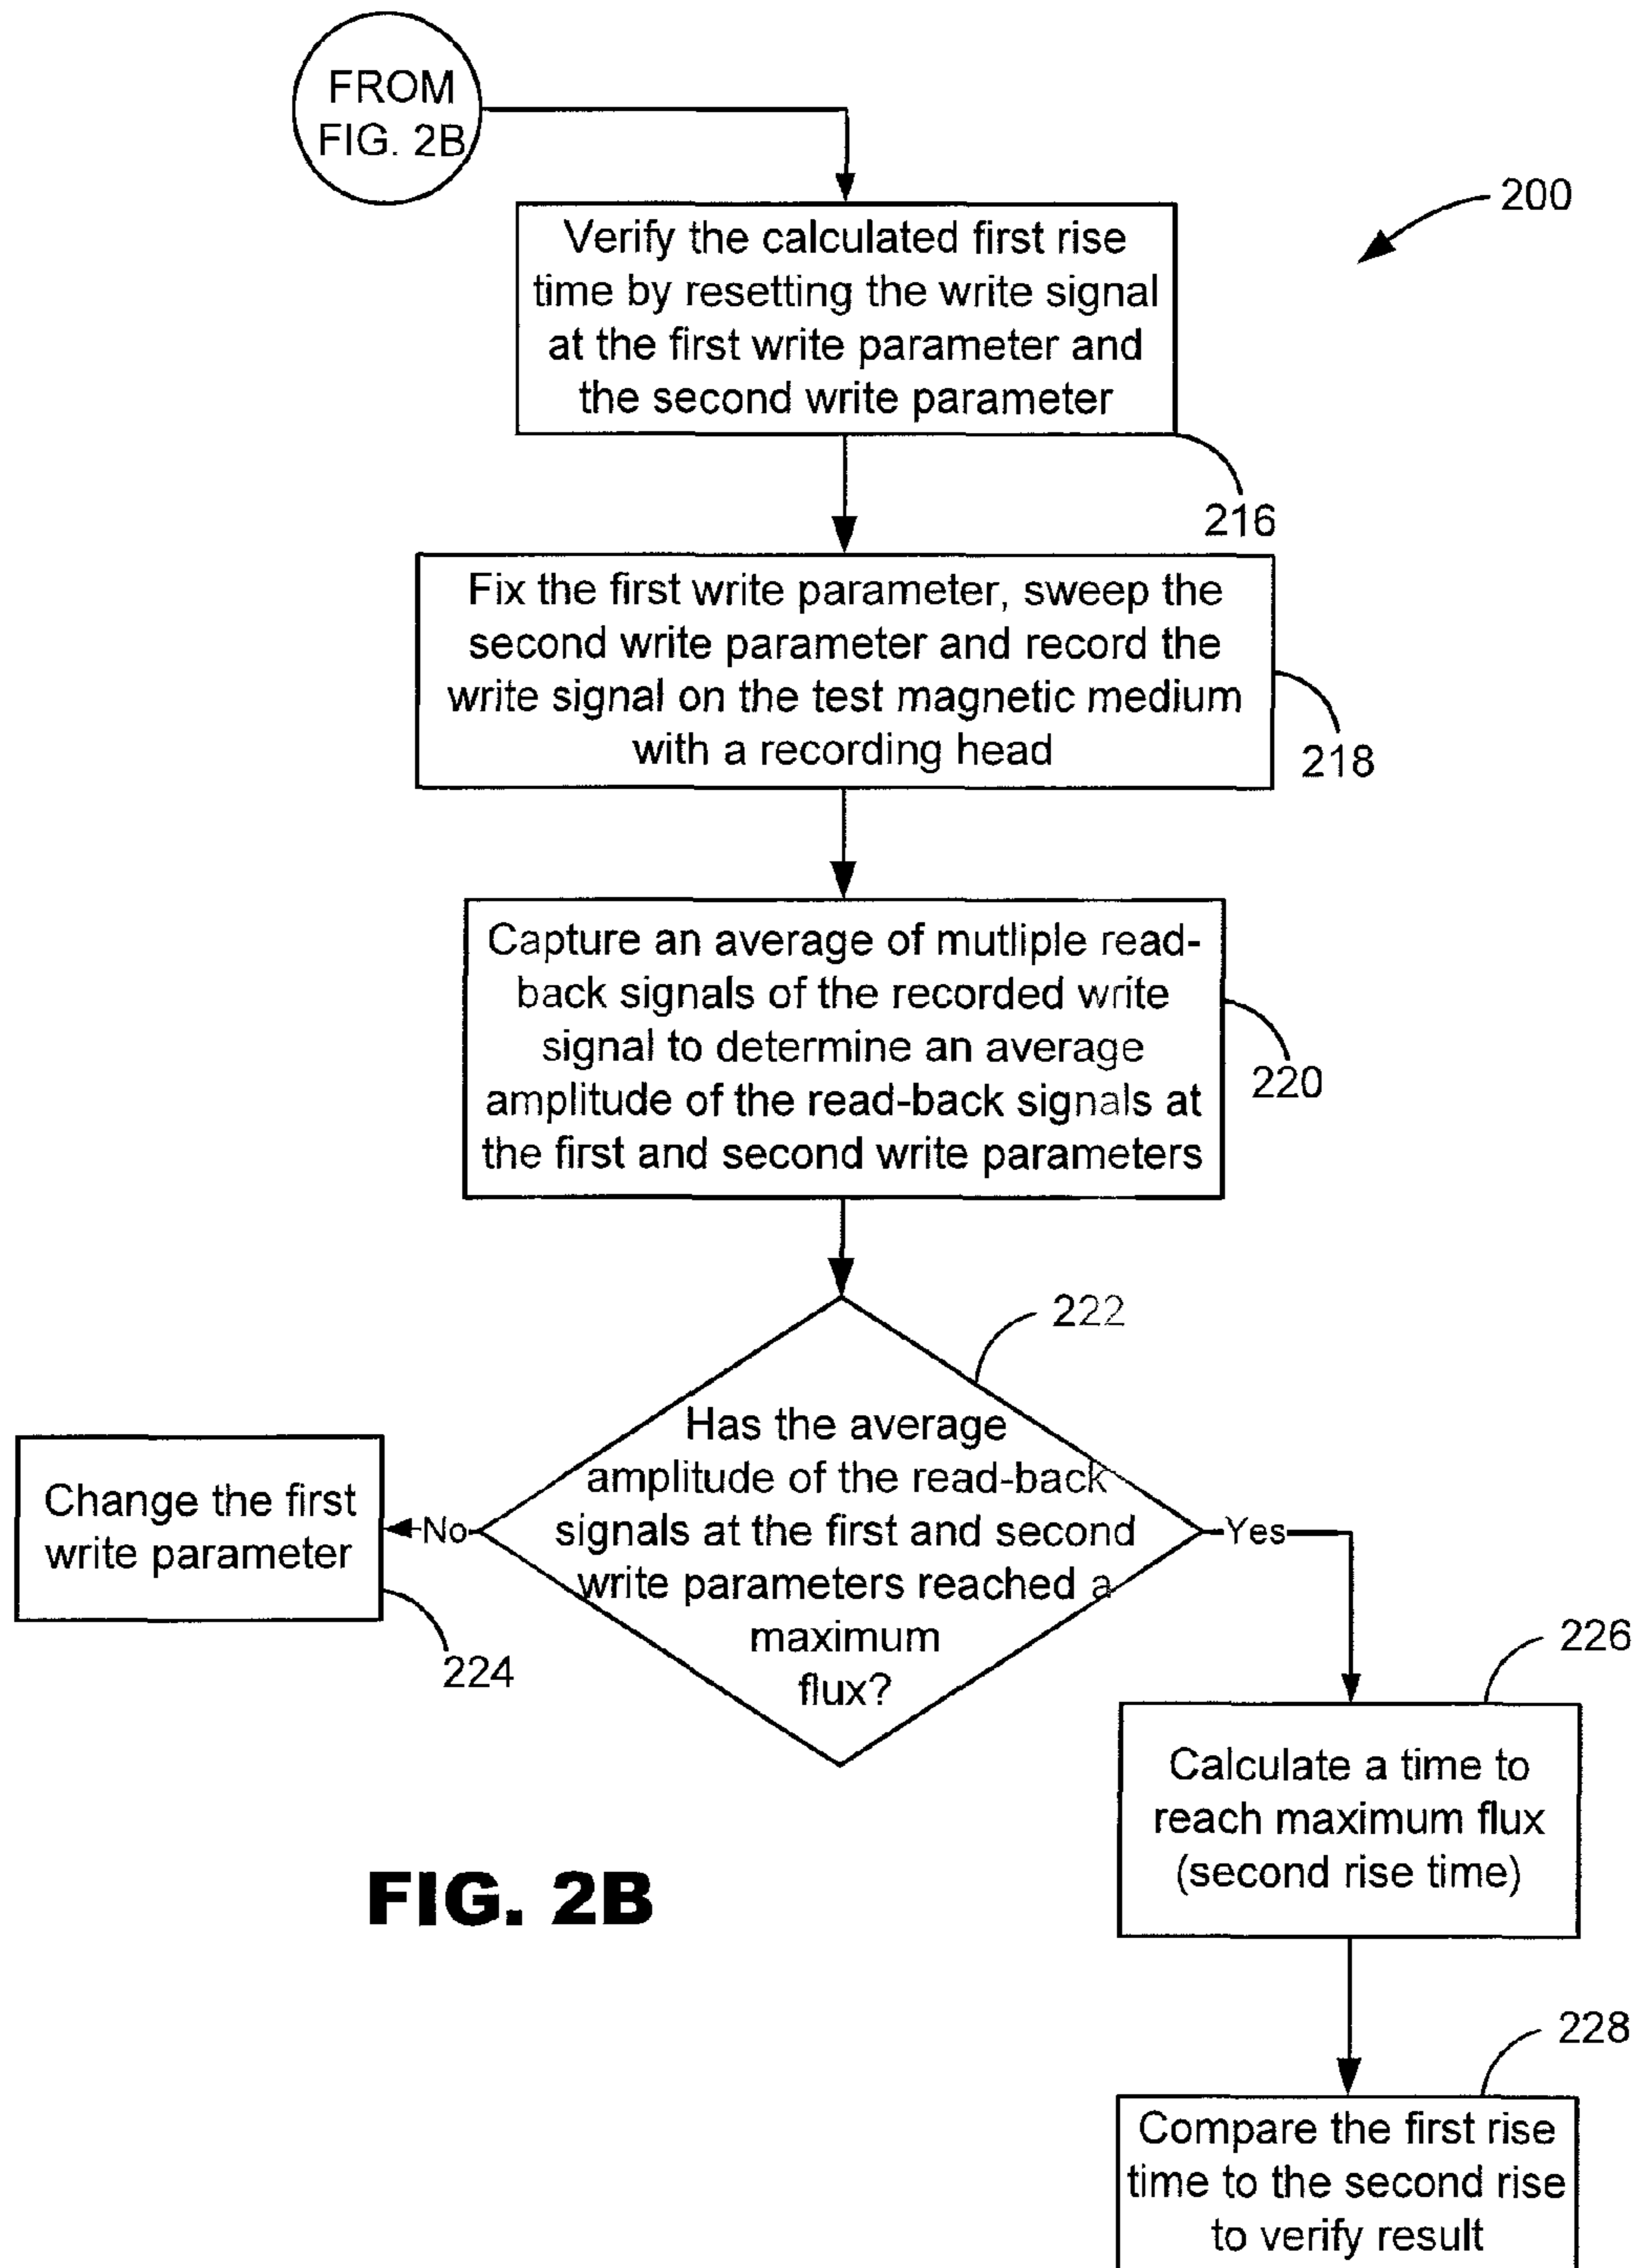 FROM
FIG. 2B
200
Verify the calculated first rise
time by resetting the write signal
at the first write parameter and
the second write parameter
216
Fix the first write parameter, sweep the
second write parameter and record the
write signal on the test magnetic medium
with a recording head
218
Capture an average of mutliple read-
back signals of the recorded write
signal to determine an average
amplitude of the read-back signals at
the first and second write parameters
220
222
Has the average
amplitude of the read-back
signals at the first and second
write parameters reached a
maximum
flux?
No
Yes
Change the first
write parameter
224
226
Calculate a time to
reach maximum flux
(second rise time)
FIG. 2B
228
Compare the first rise
time to the second rise
to verify result